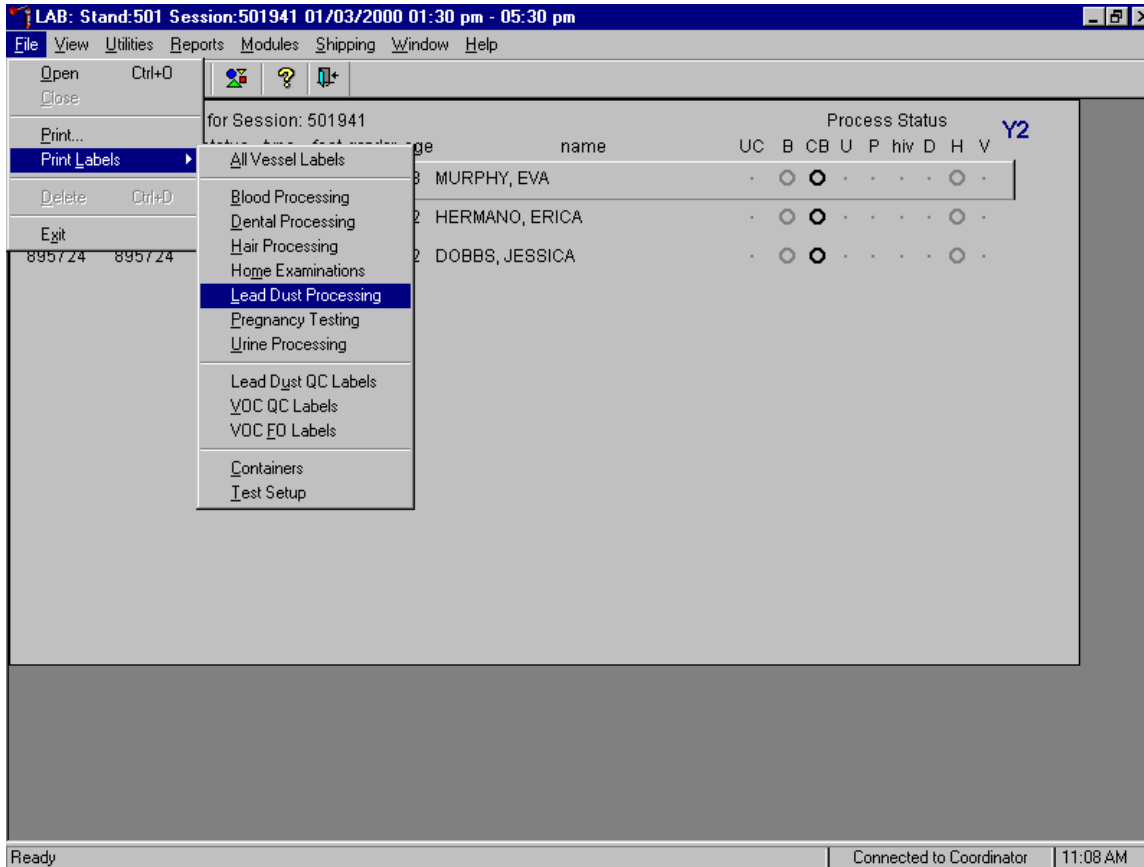 LAB: Stand:501 Session:501941 01/03/2000 01:30 pm - 05:30 pm
File View Utilities Reports Modules Shipping Window Help
Open Ctrl+O
Close
Print...
Print Labels
Delete Ctrl+D
Exit
All Vessel Labels
Blood Processing
Dental Processing
Hair Processing
Home Examinations
Lead Dust Processing
Pregnancy Testing
Urine Processing
Lead Dust QC Labels
VOC QC Labels
VOC FO Labels
Containers
Test Setup
for Session: 501941 Process Status Y2
name UC B CB U P hiv D H V
MURPHY, EVA
HERMANO, ERICA
895724 895724 DOBBS, JESSICA
Ready Connected to Coordinator 11:08 AM